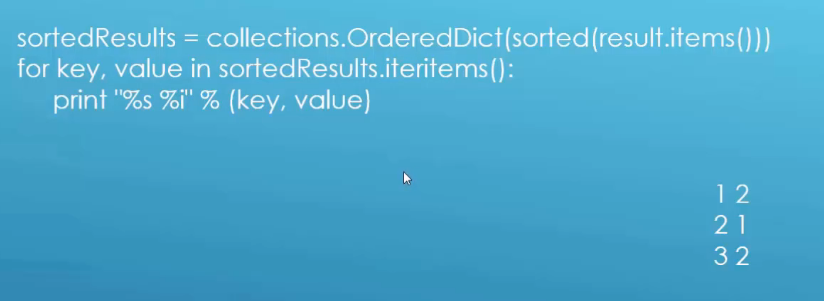 sortedResults = collections.OrderedDict(sorted(result.items()))
for key, value in sortedResults.iteritems():
print "%s %i" % (key, value)
1 2
2 1
3 2